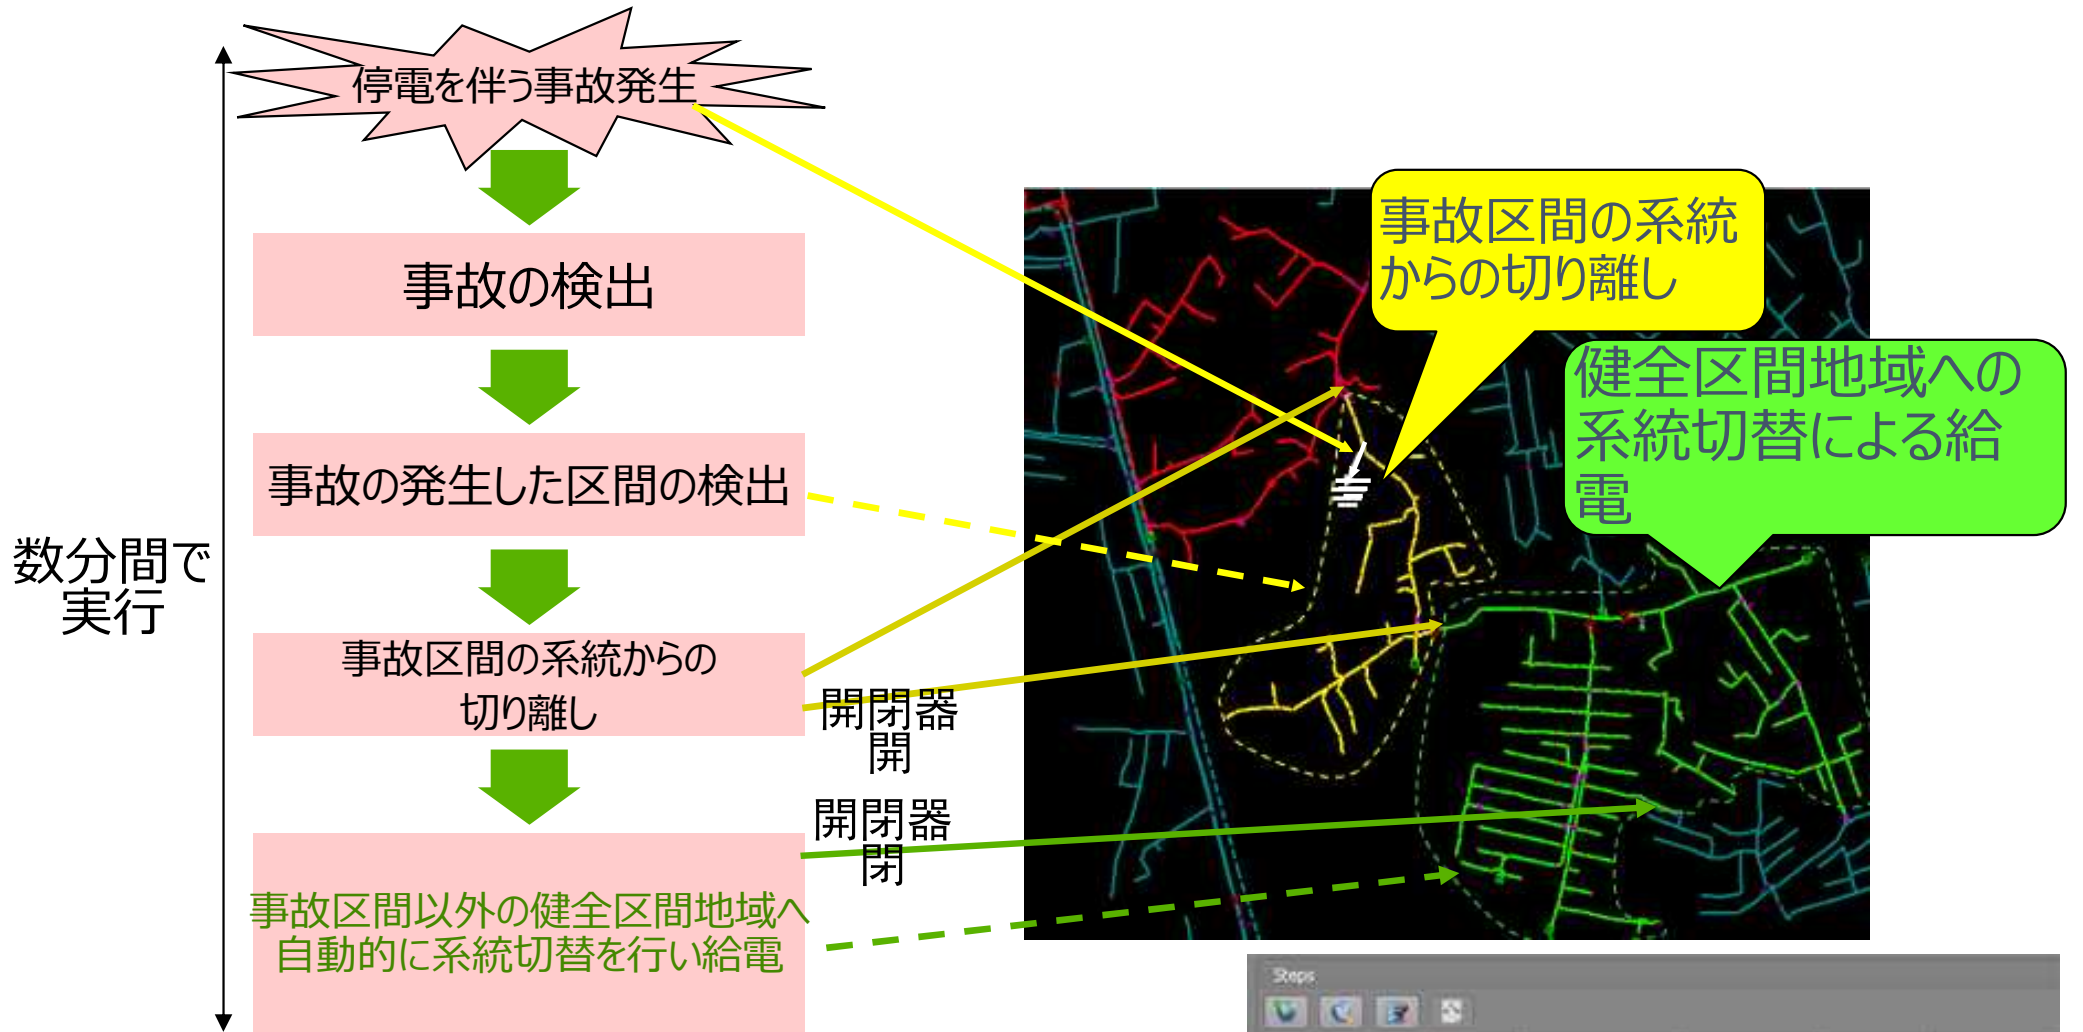 停電を伴う事故発生
事故の検出
事故の発生した区間の検出
数分間で
実行
事故区間の系統からの
切り離し
開閉器
開
開閉器
閉
事故区間以外の健全区間地域へ
自動的に系統切替を行い給電
事故区間の系統
からの切り離し
健全区間地域への
系統切替による給
電
Steps